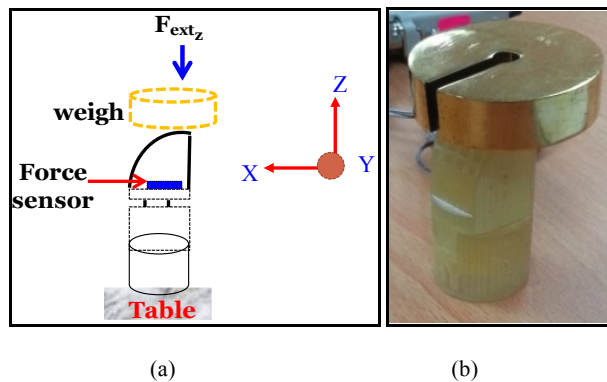 F_ext_z
weigh
Z
Force
sensor
X
Y
Table
(a)
(b)